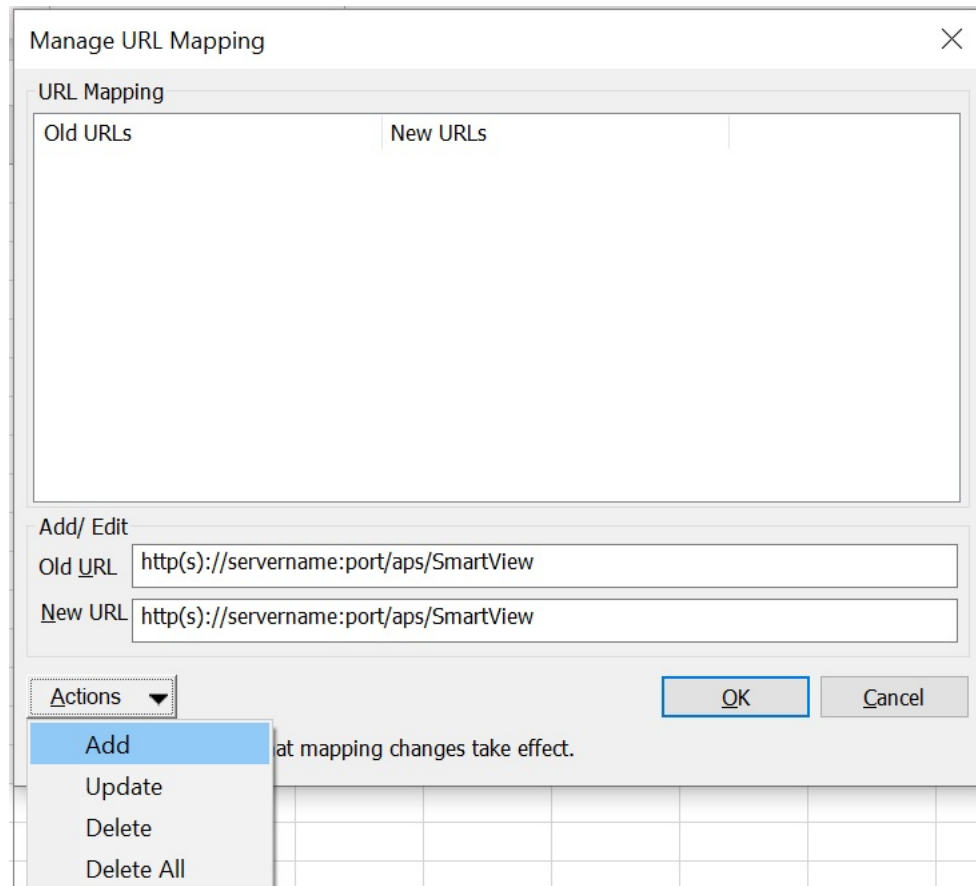 Manage URL Mapping
URL Mapping
Old URLs New URLs
Add/ Edit
Old URL http(s)://servername:port/aps/SmartView
New URL http(s)://servername:port/aps/SmartView
Actions OK Cancel
Add
at mapping changes take effect.
Update
Delete
Delete All